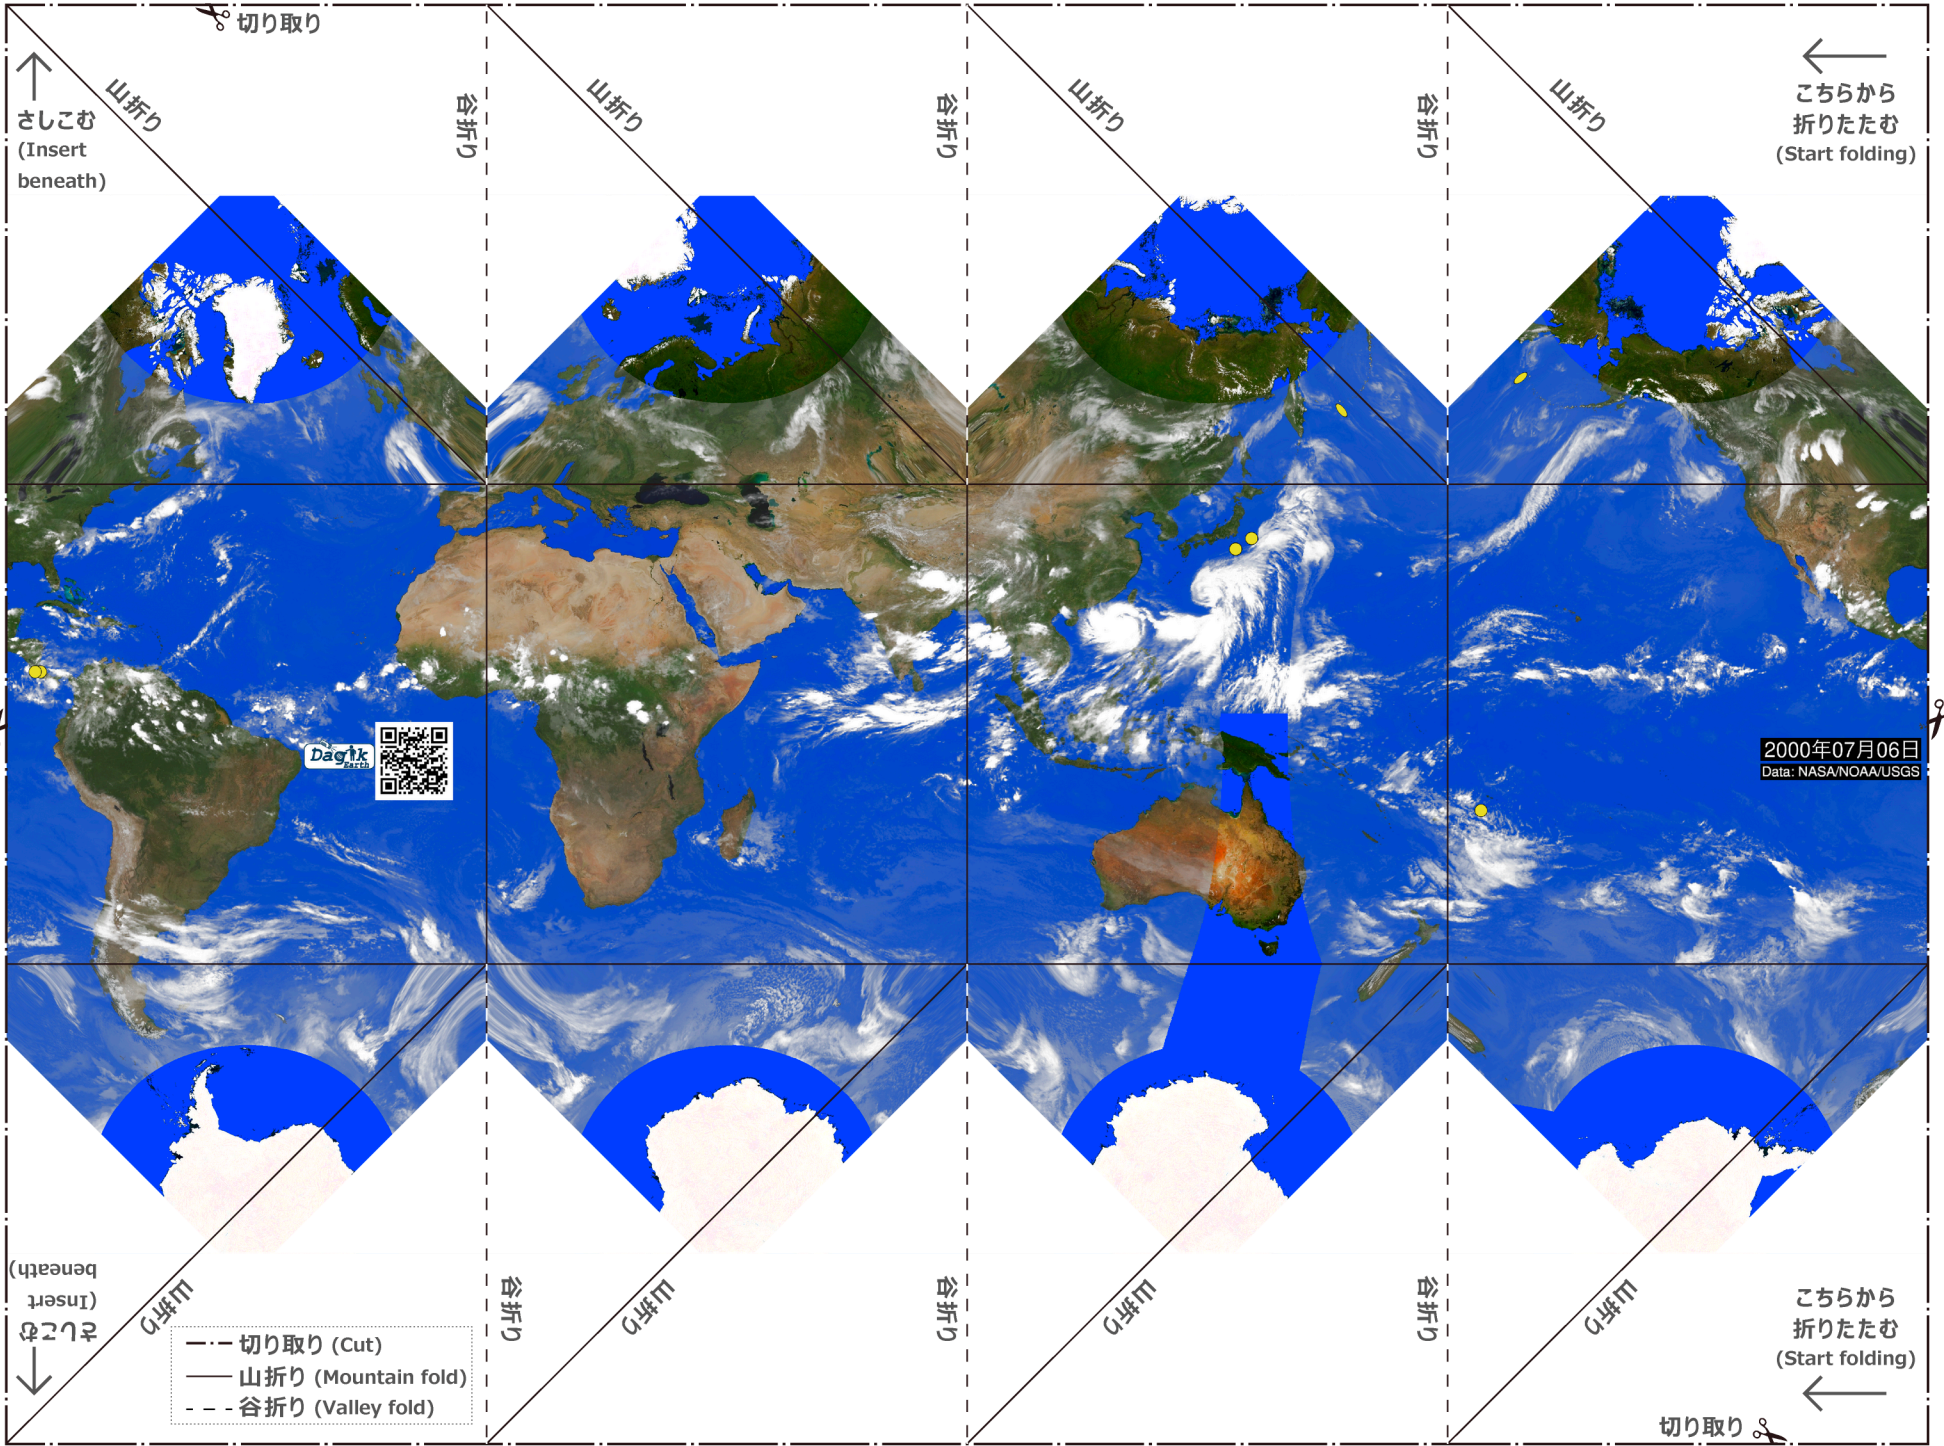 切り取り
さしこむ
(Insert
beneath)
山折り
谷折り
山折り
谷折り
山折り
谷折り
山折り
こちらから
折りたたむ
(Start folding)
Dagik
Earth
2000年07月06日
Data: NASA/NOAA/USGS
さしこむ
(Insert
beneath)
山折り
谷折り
山折り
谷折り
山折り
谷折り
山折り
切り取り (Cut)
山折り (Mountain fold)
谷折り (Valley fold)
こちらから
折りたたむ
(Start folding)
切り取り